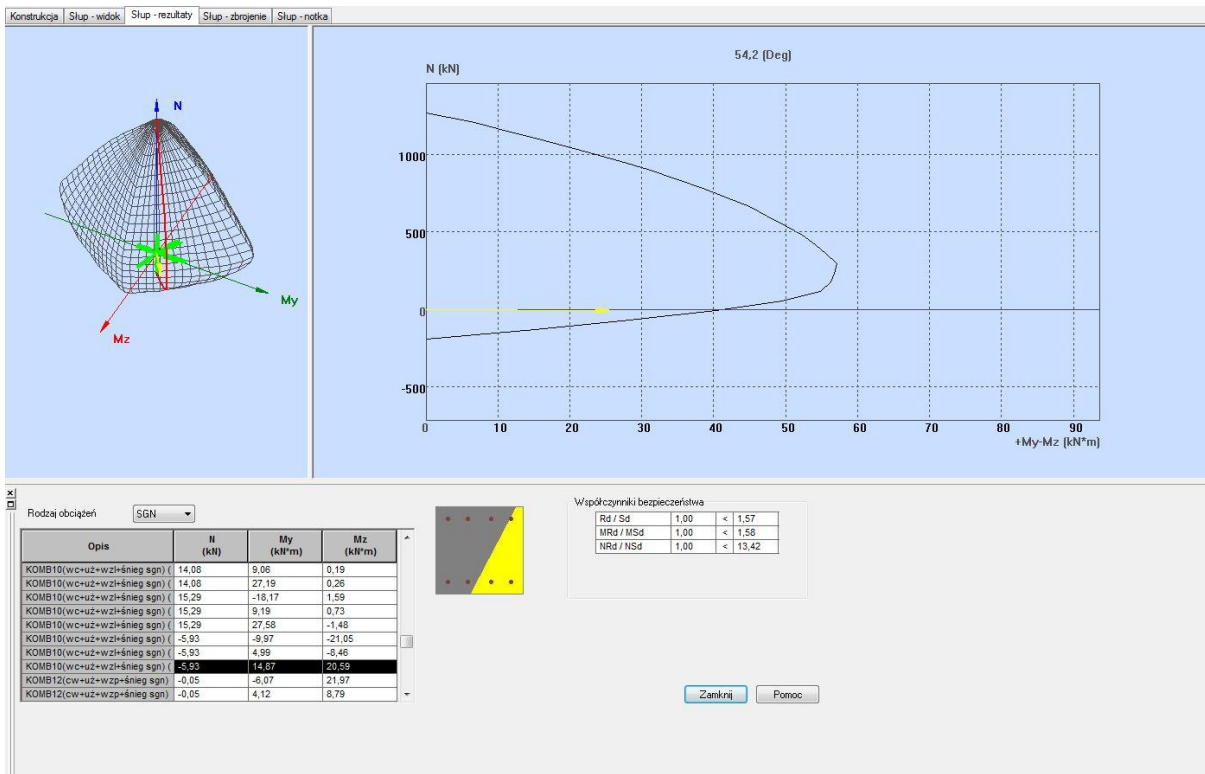 Konstrukcja Słup - widok Słup - rezultaty Słup - zbrojenie Słup - notka
54,2 (Deg)
N (kN)
N
My
Mz
1000
500
0
-500
0 10 20 30 40 50 60 70 80 90
+My-Mz (kN*m)
Rodzaj obciążeń SGN
Współczynniki bezpieczeństwa
Rd / Sd 1,00 < 1,57
MRd / MSd 1,00 < 1,58
NRd / NSd 1,00 < 13,42
Opis N (kN) My (kN*m) Mz (kN*m)
KOMB10(wc+uż+wzl+śnieg sgn) ( 14,08 9,06 0,19
KOMB10(wc+uż+wzl+śnieg sgn) ( 14,08 27,19 0,26
KOMB10(wc+uż+wzl+śnieg sgn) ( 15,29 -18,17 1,59
KOMB10(wc+uż+wzl+śnieg sgn) ( 15,29 9,19 0,73
KOMB10(wc+uż+wzl+śnieg sgn) ( 15,29 27,58 -1,48
KOMB10(wc+uż+wzl+śnieg sgn) ( -5,93 -9,97 -21,05
KOMB10(wc+uż+wzl+śnieg sgn) ( -5,93 4,99 -8,46
KOMB10(wc+uż+wzl+śnieg sgn) ( -5,93 14,87 20,59
KOMB12(cw+uż+wzp+śnieg sgn) -0,05 -6,07 21,97
KOMB12(cw+uż+wzp+śnieg sgn) -0,05 4,12 8,79
Zamknij Pomoc